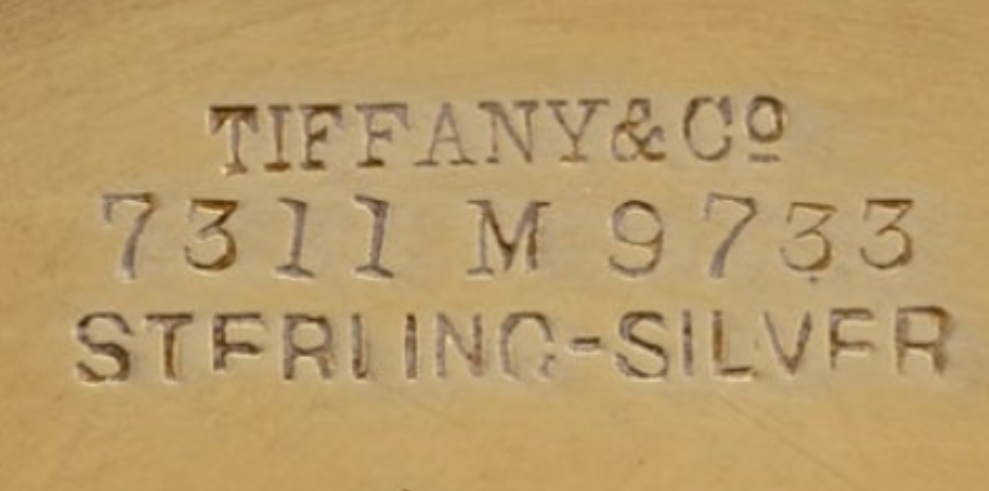 TIFFANY & Cº
7311 M 9733
STERLING-SILVER